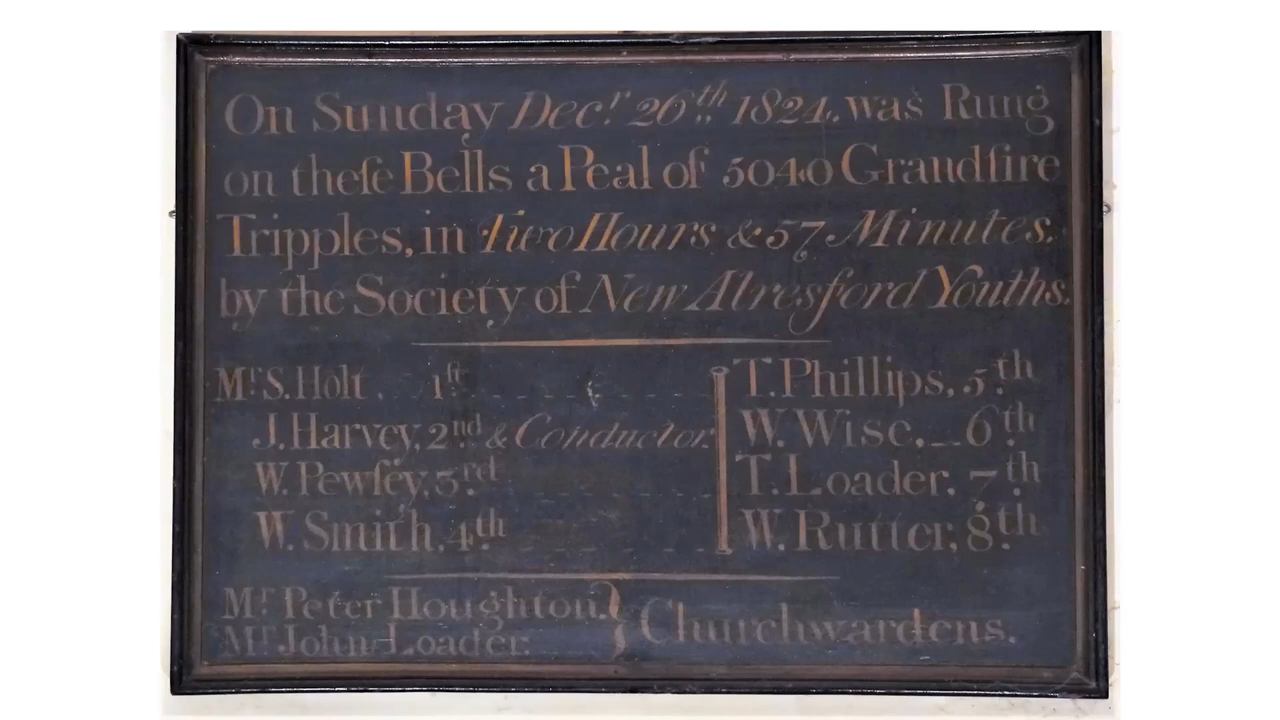 On Sunday Decr. 26th 1824. was Rung
on theſe Bells a Peal of 5040 Grandſire
Tripples, in Two Hours & 57 Minutes.
by the Society of New Alresford Youths.
Mr. S. Holt 1ſt
J. Harvey, 2nd & Conductor.
W. Pewſey, 3rd
W. Smith, 4th
T. Phillips, 5th
W. Wise, 6th
T. Loader, 7th
W. Rutter, 8th
Mr. Peter Houghton.
Mr. John Loader.
} Churchwardens.